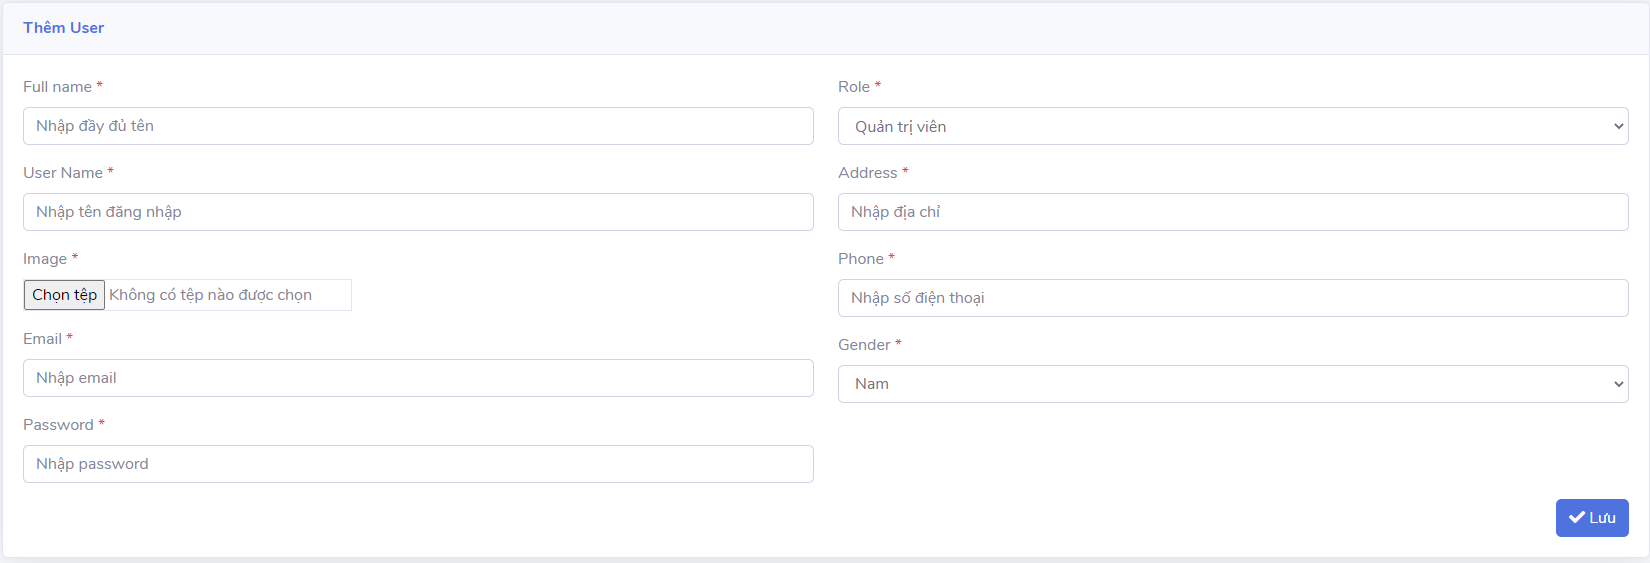 Thêm User
Full name *
Nhập đầy đủ tên
User Name *
Nhập tên đăng nhập
Image *
Chọn tệp Không có tệp nào được chọn
Email *
Nhập email
Password *
Nhập password
Role *
Quản trị viên
Address *
Nhập địa chỉ
Phone *
Nhập số điện thoại
Gender *
Nam
Lưu